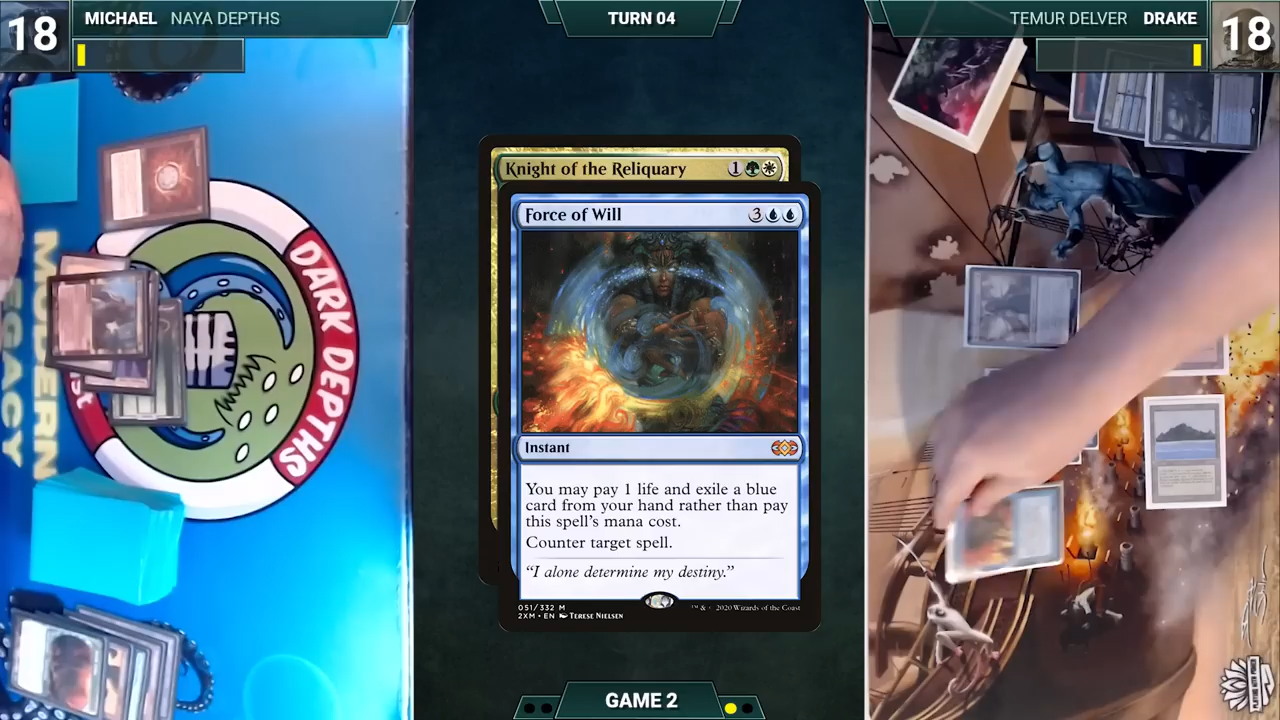 18
MICHAEL NAYA DEPTHS
TURN 04
TEMUR DELVER DRAKE
18
Knight of the Reliquary 1
Force of Will 3
Instant
You may pay 1 life and exile a blue
card from your hand rather than pay
this spell's mana cost.
Counter target spell.
“I alone determine my destiny.”
051/332 M
2XM • EN TERESE NIELSEN
™ & © 2020 Wizards of the Coast
DARK DEPTHS
MODERN
LEGACY
GAME 2